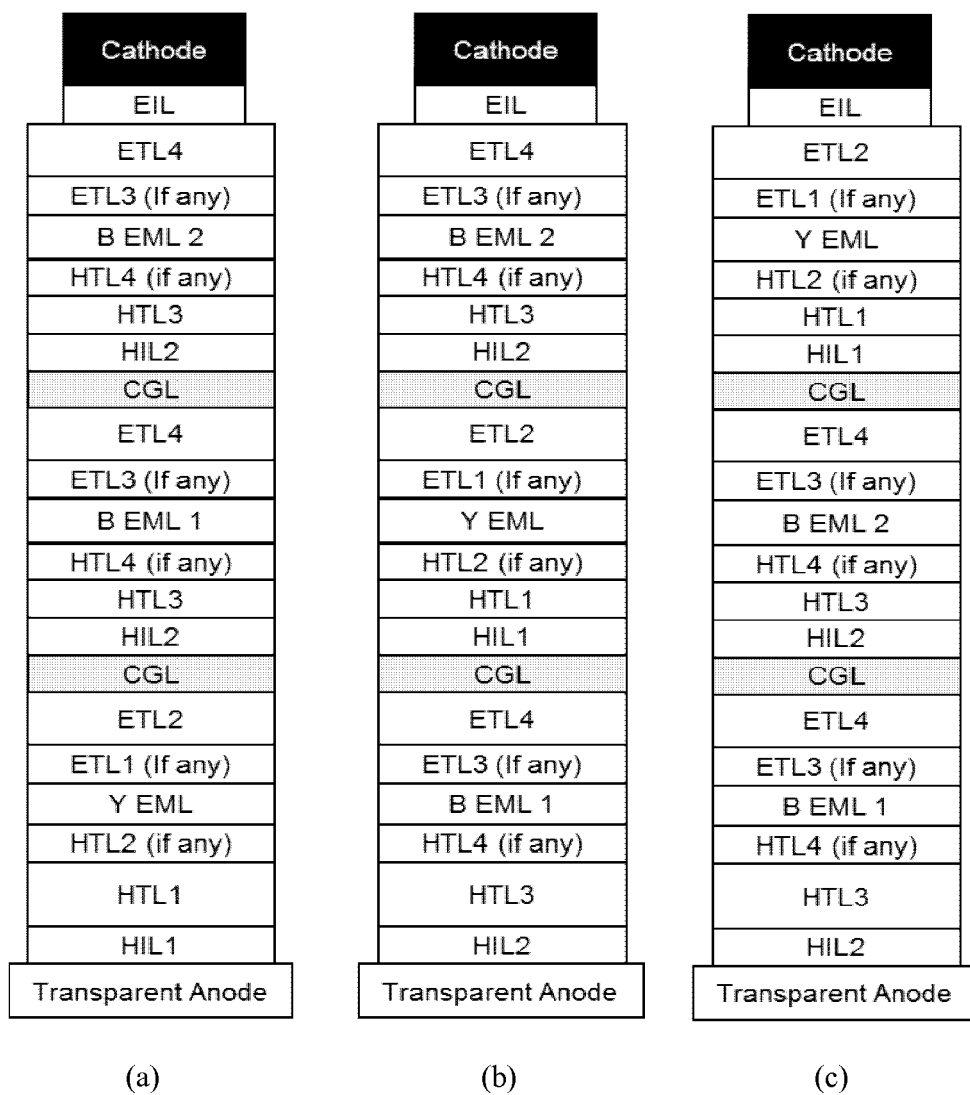 Cathode
EIL
ETL4
ETL3 (If any)
B EML 2
HTL4 (if any)
HTL3
HIL2
CGL
ETL4
ETL3 (If any)
B EML 1
HTL4 (if any)
HTL3
HIL2
CGL
ETL2
ETL1 (If any)
Y EML
HTL2 (if any)
HTL1
HIL1
Transparent Anode
(a)
Cathode
EIL
ETL4
ETL3 (If any)
B EML 2
HTL4 (if any)
HTL3
HIL2
CGL
ETL2
ETL1 (If any)
Y EML
HTL2 (if any)
HTL1
HIL1
CGL
ETL4
ETL3 (If any)
B EML 1
HTL4 (if any)
HTL3
HIL2
Transparent Anode
(b)
Cathode
EIL
ETL2
ETL1 (If any)
Y EML
HTL2 (if any)
HTL1
HIL1
CGL
ETL4
ETL3 (If any)
B EML 2
HTL4 (if any)
HTL3
HIL2
CGL
ETL4
ETL3 (If any)
B EML 1
HTL4 (if any)
HTL3
HIL2
Transparent Anode
(c)